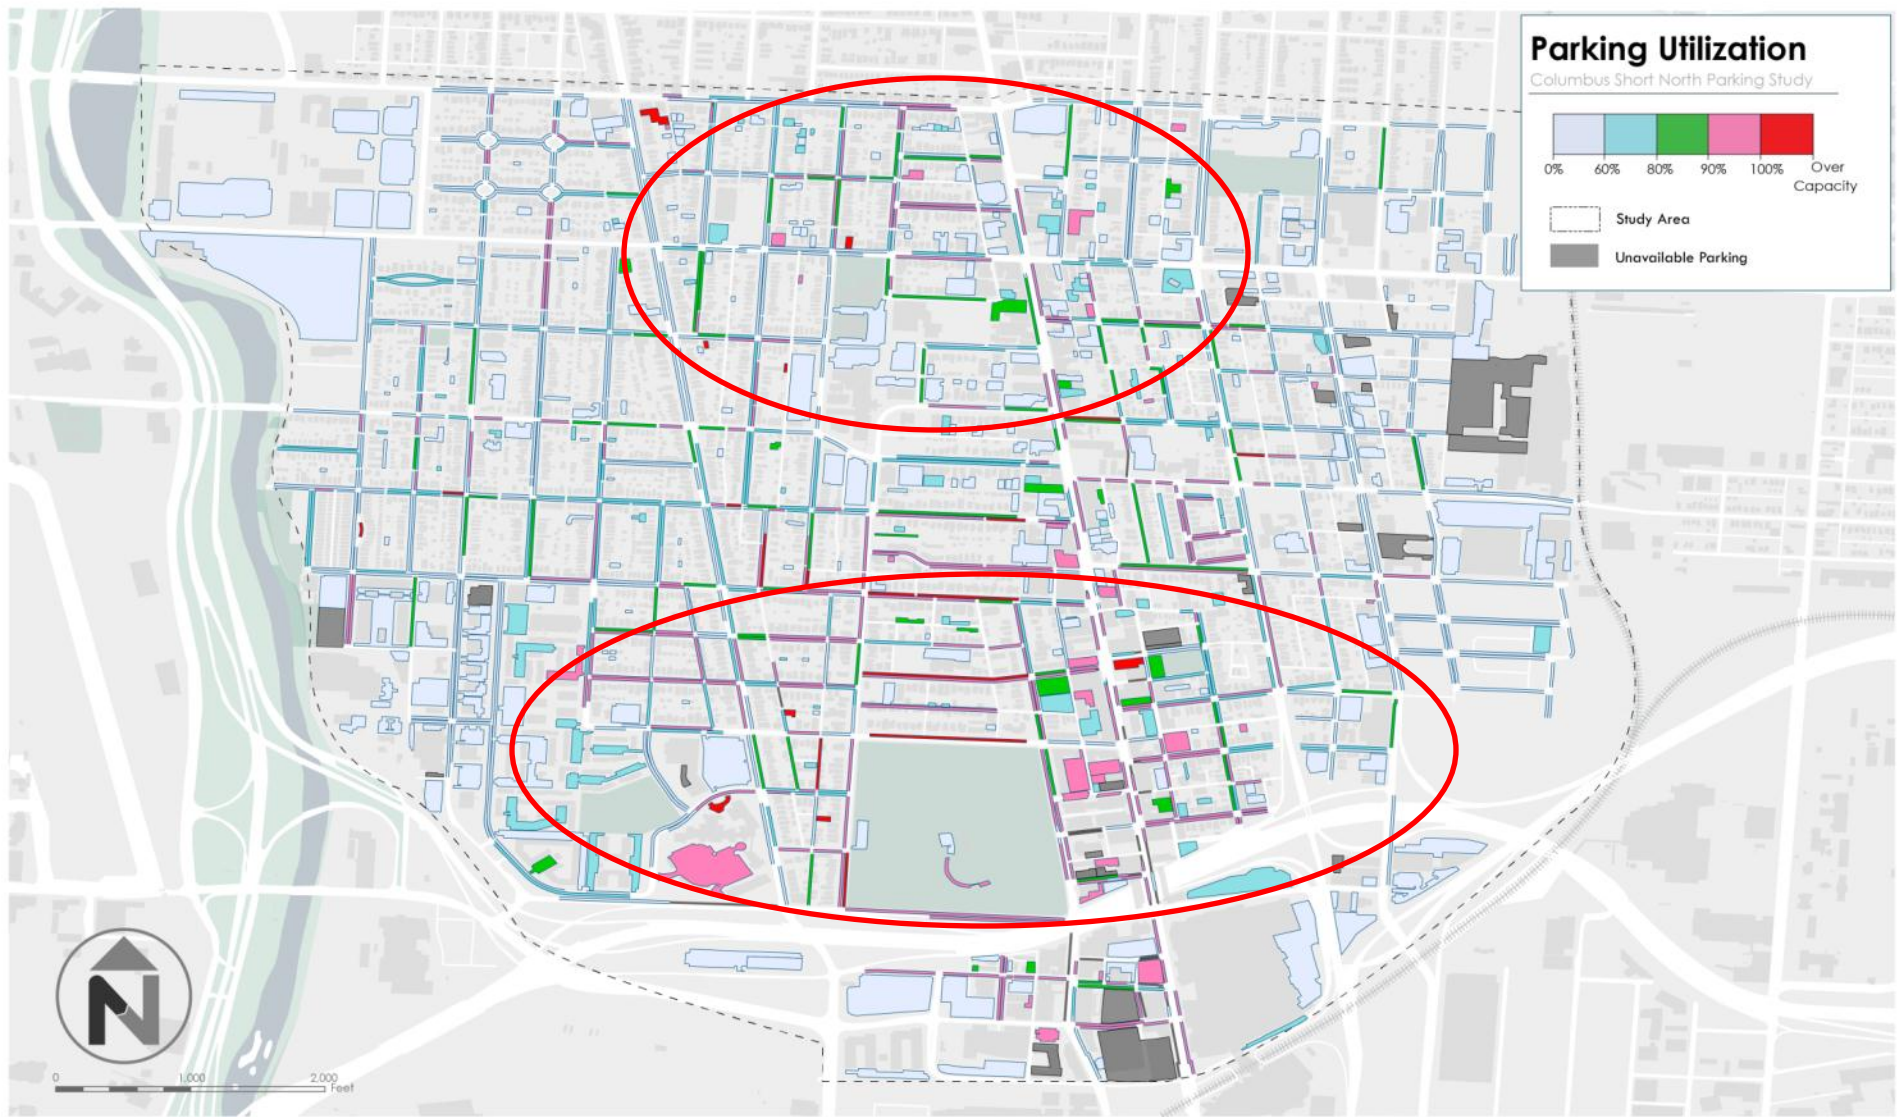 Parking Utilization
Columbus Short North Parking Study
0% 60% 80% 90% 100% Over
Capacity
Study Area
Unavailable Parking
N
0 1,000 2,000
Feet